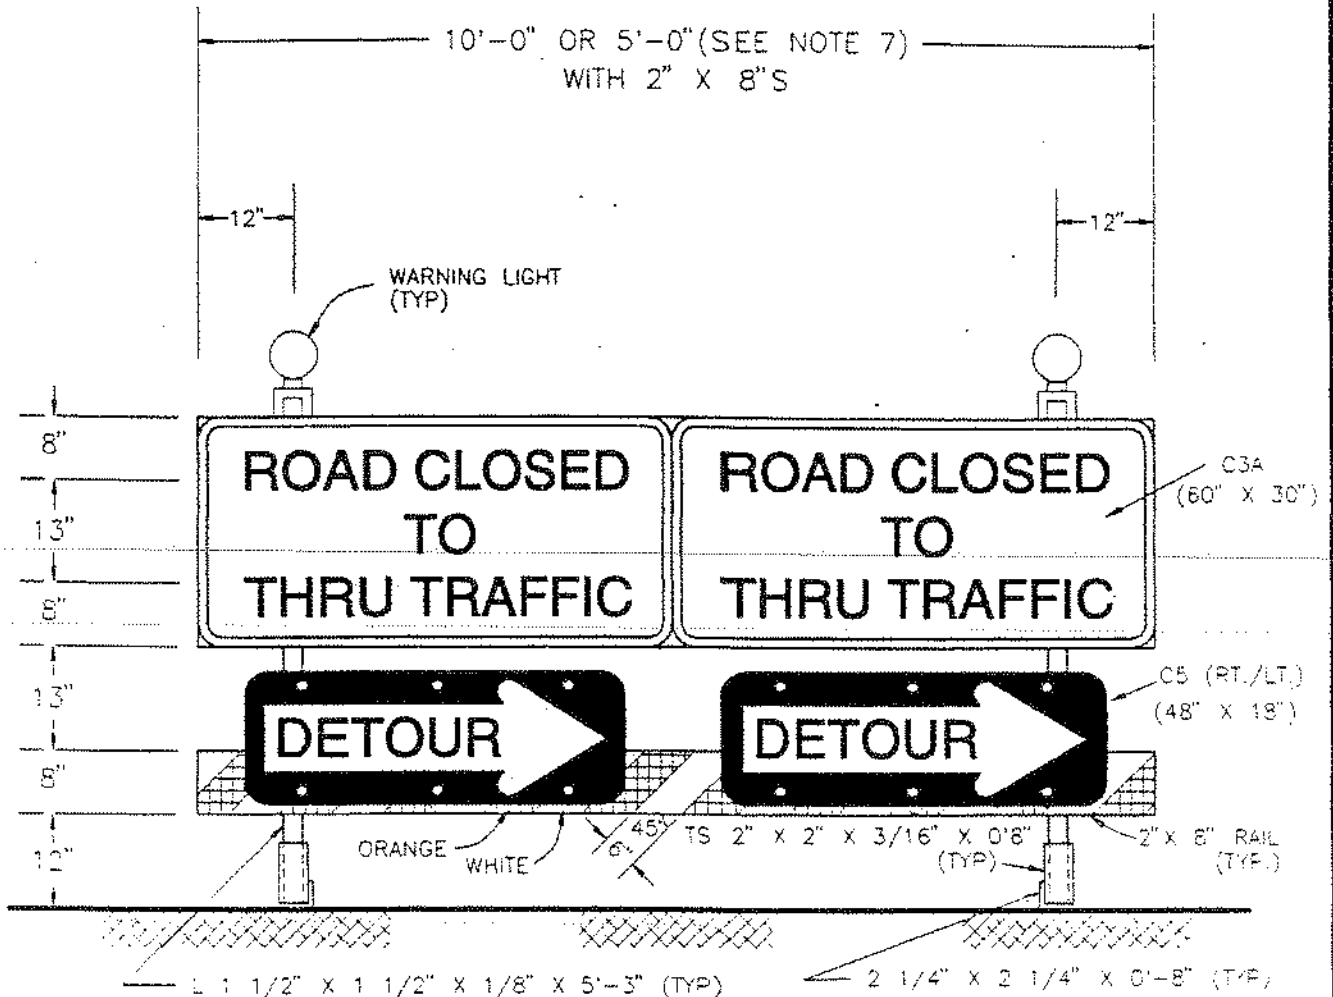 10'-0" OR 5'-0"(SEE NOTE 7)
WITH 2" X 8"S
12"
12"
WARNING LIGHT
(TYP)
8"
13"
8"
13"
8"
12"
ROAD CLOSED
TO
THRU TRAFFIC
ROAD CLOSED
TO
THRU TRAFFIC
C3A
(60" X 30")
DETOUR
DETOUR
C5 (RT./LT.)
(48" X 18")
ORANGE
WHITE
45°
6"
TS 2" X 2" X 3/16" X 0'8"
(TYP)
2" X 8" RAIL
(TYP.)
L 1 1/2" X 1 1/2" X 1/8" X 5'-3" (TYP)
2 1/4" X 2 1/4" X 0'-8" (TYP)